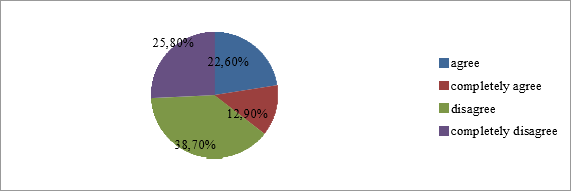 25,80%
22,60%
12,90%
38,70%
agree
completely agree
disagree
completely disagree